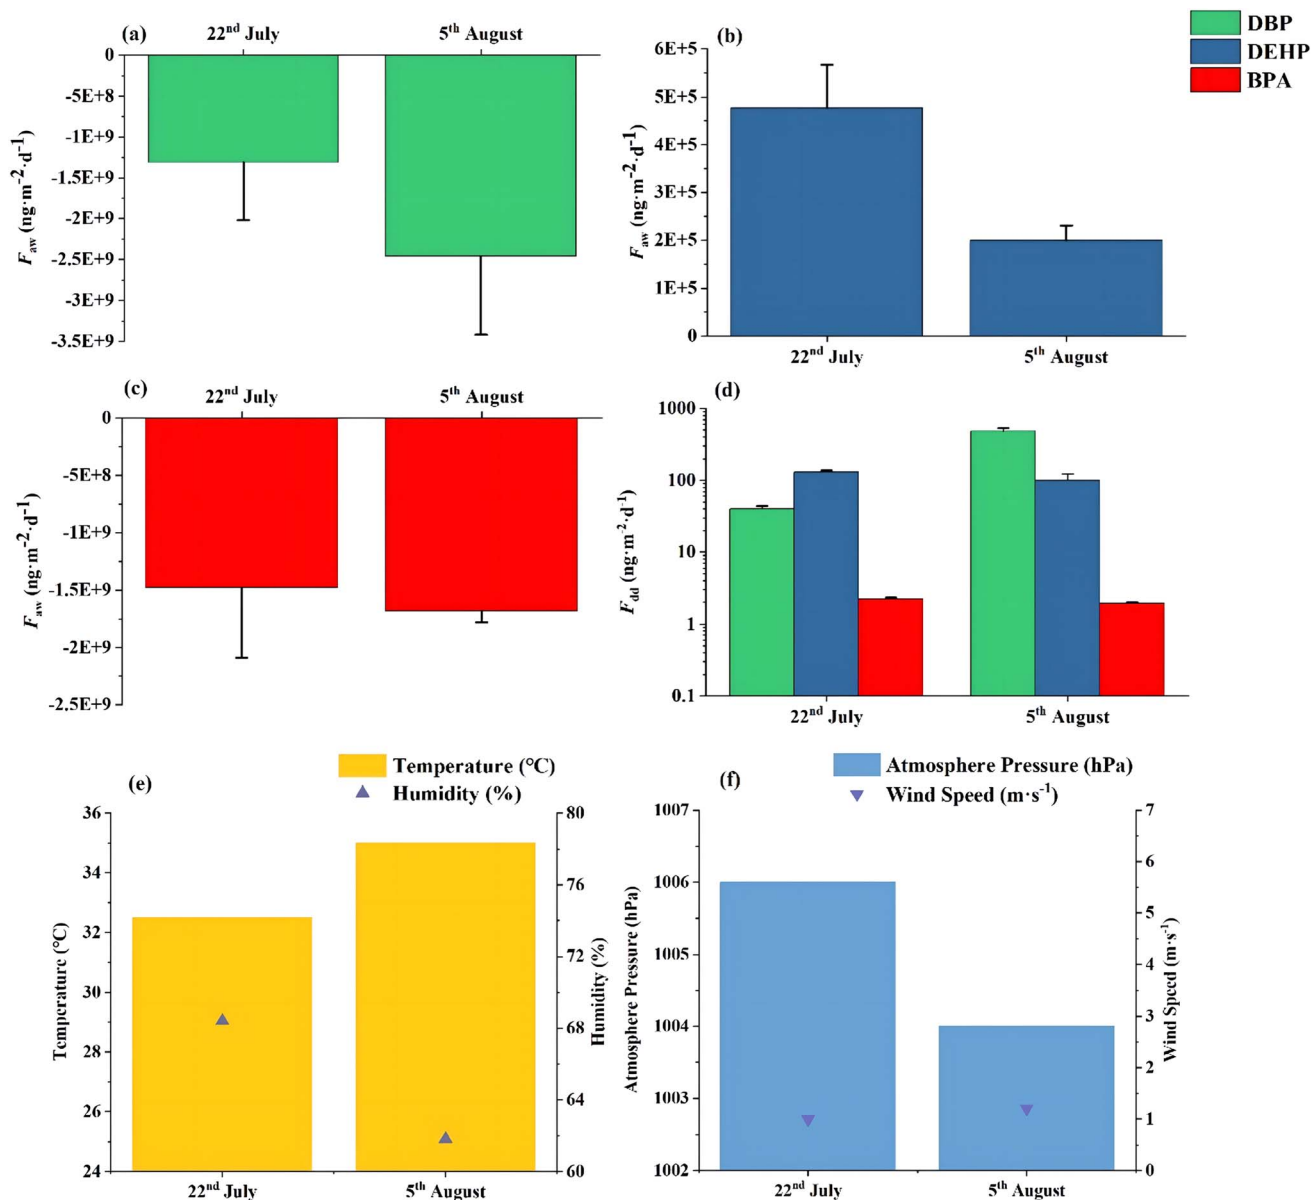 DBP
DEHP
BPA
(a)
22nd July
5th August
0
-5E+8
-1E+9
-1.5E+9
-2E+9
-2.5E+9
-3E+9
-3.5E+9
Faw (ng·m-2·d-1)
(b)
6E+5
5E+5
4E+5
3E+5
2E+5
1E+5
0
Faw (ng·m-2·d-1)
22nd July
5th August
(c)
22nd July
5th August
0
-5E+8
-1E+9
-1.5E+9
-2E+9
-2.5E+9
Faw (ng·m-2·d-1)
(d)
1000
100
10
1
0.1
Fdd (ng·m-2·d-1)
22nd July
5th August
(e)
Temperature (°C)
Humidity (%)
36
34
32
30
28
26
24
Temperature (°C)
80
76
72
68
64
60
Humidity (%)
22nd July
5th August
(f)
Atmosphere Pressure (hPa)
Wind Speed (m·s-1)
1007
1006
1005
1004
1003
1002
Atmosphere Pressure (hPa)
7
6
5
4
3
2
1
0
Wind Speed (m·s-1)
22nd July
5th August